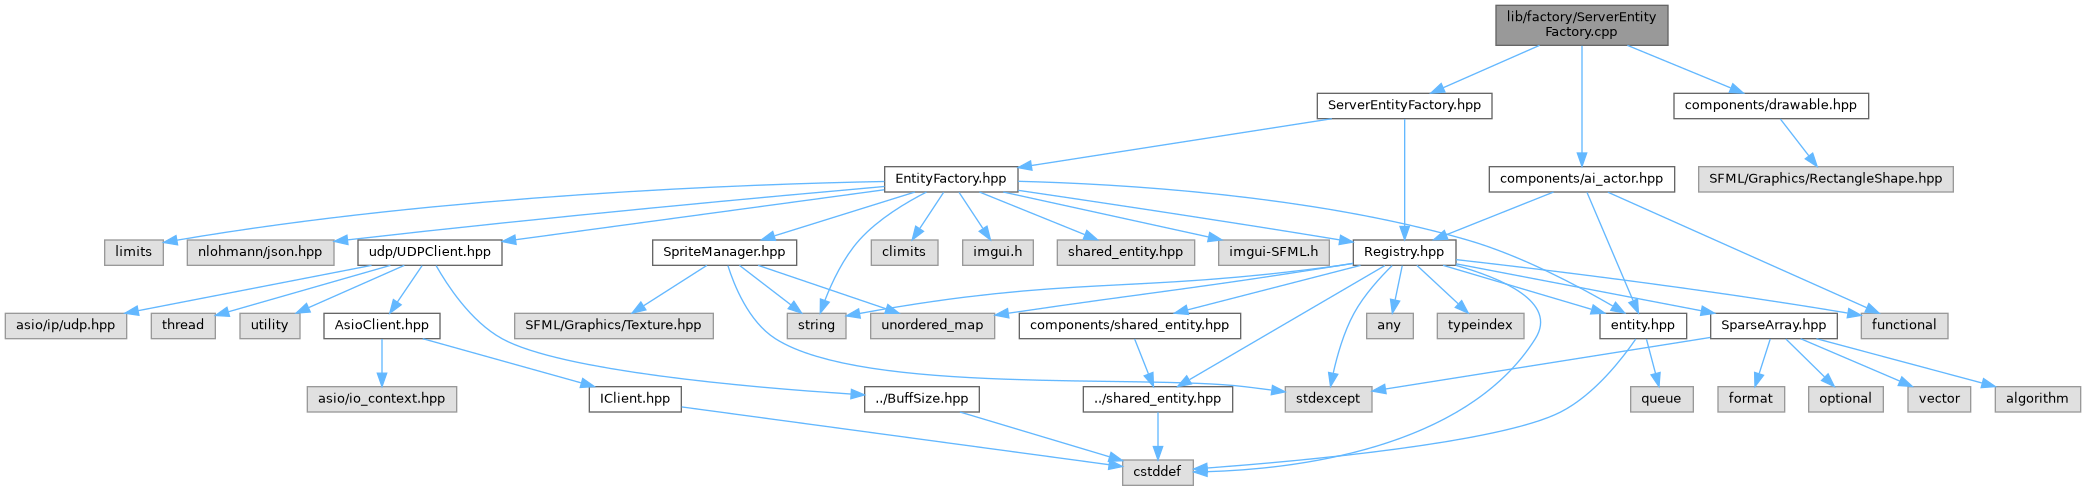 lib/factory/ServerEntity
Factory.cpp
ServerEntityFactory.hpp
components/drawable.hpp
EntityFactory.hpp
components/ai_actor.hpp
SFML/Graphics/RectangleShape.hpp
limits
nlohmann/json.hpp
udp/UDPClient.hpp
SpriteManager.hpp
climits
imgui.h
shared_entity.hpp
imgui-SFML.h
Registry.hpp
asio/ip/udp.hpp
thread
utility
AsioClient.hpp
SFML/Graphics/Texture.hpp
string
unordered_map
components/shared_entity.hpp
any
typeindex
entity.hpp
SparseArray.hpp
functional
asio/io_context.hpp
IClient.hpp
../BuffSize.hpp
../shared_entity.hpp
stdexcept
queue
format
optional
vector
algorithm
cstddef